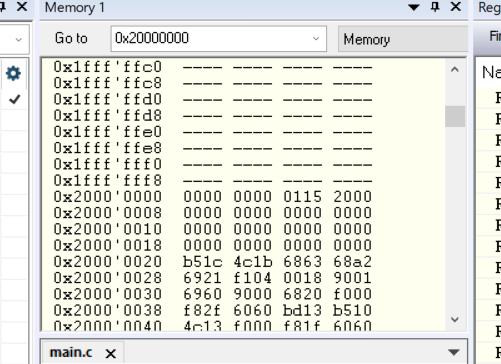 Memory 1
Reg
Go to 0x20000000 Memory
Fi
Na
0x1fff'ffc0 ---- ---- ---- ----
0x1fff'ffc8 ---- ---- ---- ----
0x1fff'ffd0 ---- ---- ---- ----
0x1fff'ffd8 ---- ---- ---- ----
0x1fff'ffe0 ---- ---- ---- ----
0x1fff'ffe8 ---- ---- ---- ----
0x1fff'fff0 ---- ---- ---- ----
0x1fff'fff8 ---- ---- ---- ----
0x2000'0000 0000 0000 0115 2000
0x2000'0008 0000 0000 0000 0000
0x2000'0010 0000 0000 0000 0000
0x2000'0018 0000 0000 0000 0000
0x2000'0020 b51c 4c1b 6863 68a2
0x2000'0028 6921 f104 0018 9001
0x2000'0030 6960 9000 6820 f000
0x2000'0038 f82f 6060 bd13 b510
0x2000'0040 4c13 f000 f81f 6060
main.c